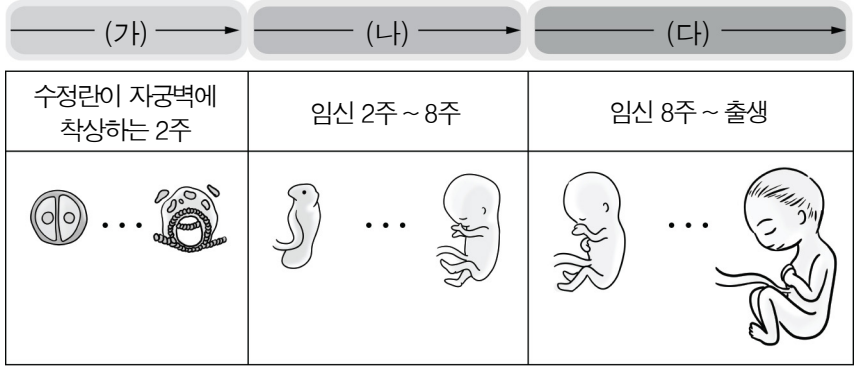 (가)
(나)
(다)
수정란이 자궁벽에
착상하는 2주
임신 2주 ~ 8주
임신 8주 ~ 출생